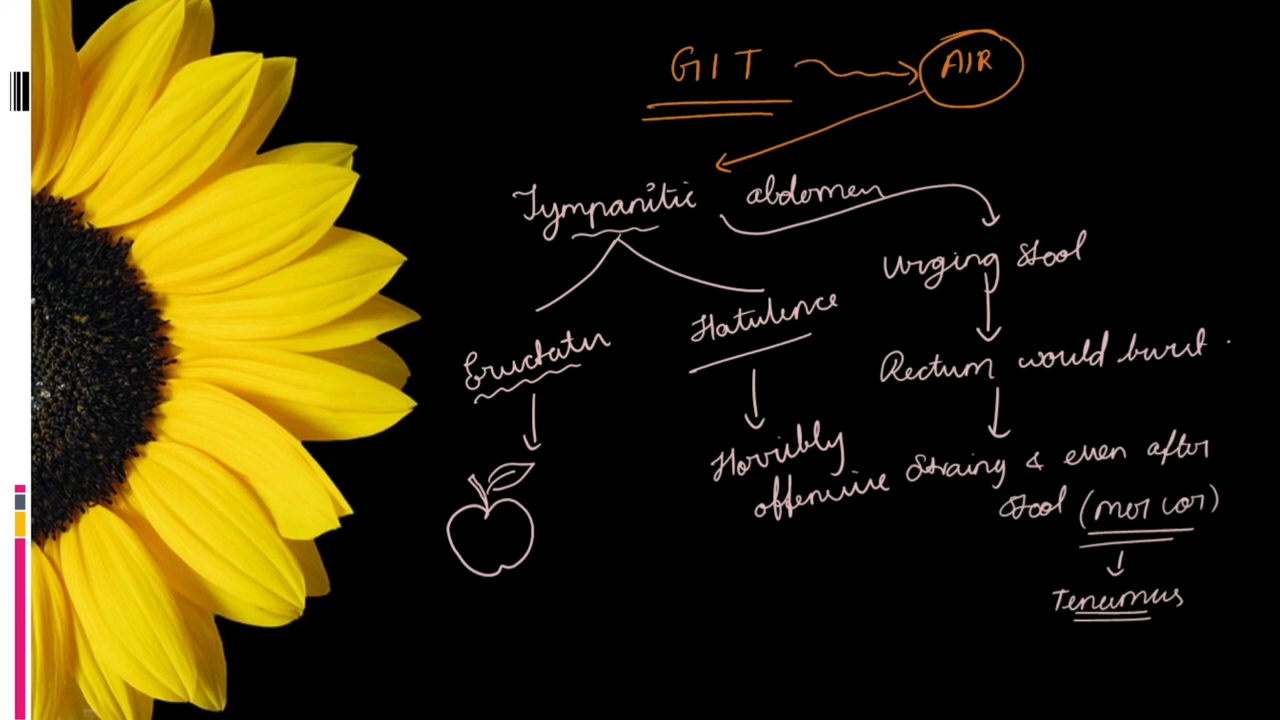 GIT
AIR
Tympanitic abdomen
Urging stool
Flatulence
Eructatn
Rectum would burst.
Horribly
offensive
Straing & even after
stool (mer cor)
Tenesmus